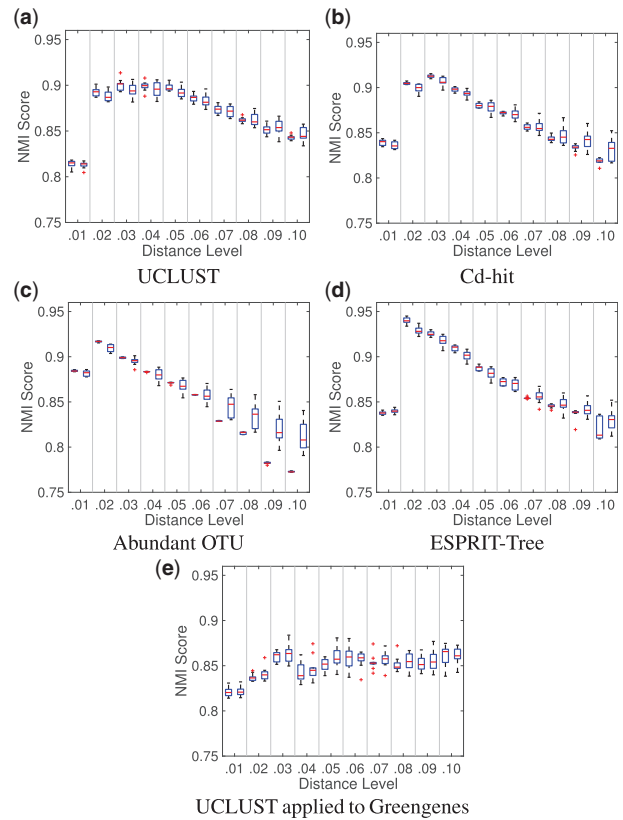 (a)
0.95
0.9
0.85
0.8
0.75
NMI Score
.01 .02 .03 .04 .05 .06 .07 .08 .09 .10
Distance Level
UCLUST
(b)
0.95
0.9
0.85
0.8
0.75
NMI Score
.01 .02 .03 .04 .05 .06 .07 .08 .09 .10
Distance Level
Cd-hit
(c)
0.95
0.9
0.85
0.8
0.75
NMI Score
.01 .02 .03 .04 .05 .06 .07 .08 .09 .10
Distance Level
Abundant OTU
(d)
0.95
0.9
0.85
0.8
0.75
NMI Score
.01 .02 .03 .04 .05 .06 .07 .08 .09 .10
Distance Level
ESPRIT-Tree
(e)
0.95
0.9
0.85
0.8
0.75
NMI Score
.01 .02 .03 .04 .05 .06 .07 .08 .09 .10
Distance Level
UCLUST applied to Greengenes